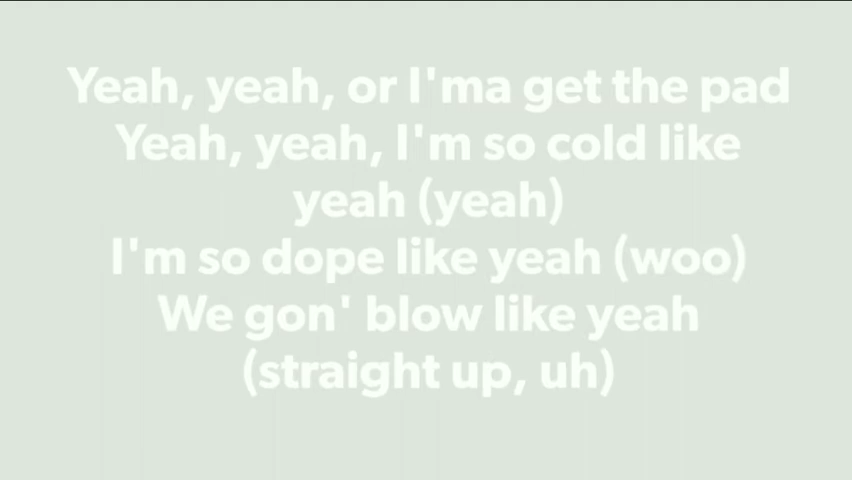 Yeah, yeah, or I'ma get the pad
Yeah, yeah, I'm so cold like
yeah (yeah)
I'm so dope like yeah (woo)
We gon' blow like yeah
(straight up, uh)